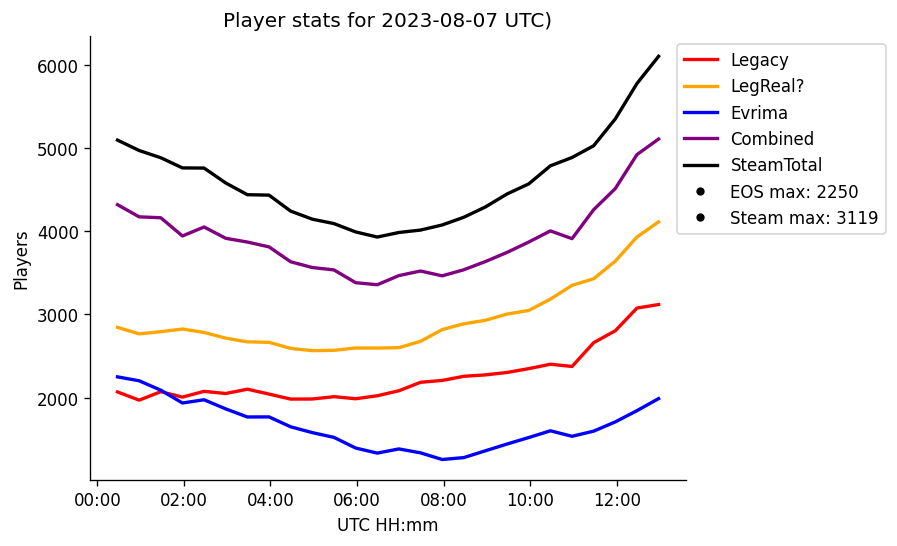 Player stats for 2023-08-07 UTC)
Legacy
LegReal?
Evrima
Combined
SteamTotal
EOS max: 2250
Steam max: 3119
Players
6000
5000
4000
3000
2000
00:00 02:00 04:00 06:00 08:00 10:00 12:00
UTC HH:mm